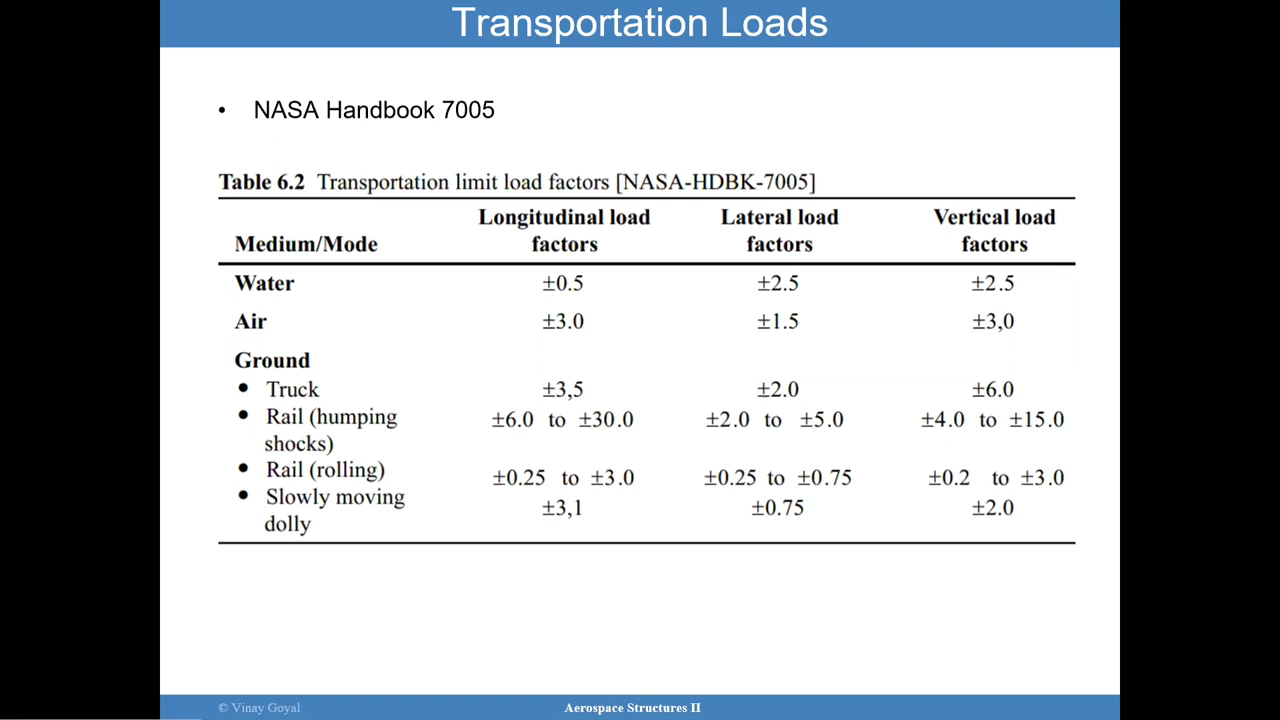 Transportation Loads
• NASA Handbook 7005
Table 6.2 Transportation limit load factors [NASA-HDBK-7005]
Medium/Mode Longitudinal load factors Lateral load factors Vertical load factors
Water ±0.5 ±2.5 ±2.5
Air ±3.0 ±1.5 ±3,0
Ground
• Truck ±3,5 ±2.0 ±6.0
• Rail (humping ±6.0 to ±30.0 ±2.0 to ±5.0 ±4.0 to ±15.0
shocks)
• Rail (rolling) ±0.25 to ±3.0 ±0.25 to ±0.75 ±0.2 to ±3.0
• Slowly moving ±3,1 ±0.75 ±2.0
dolly
© Vinay Goyal Aerospace Structures II